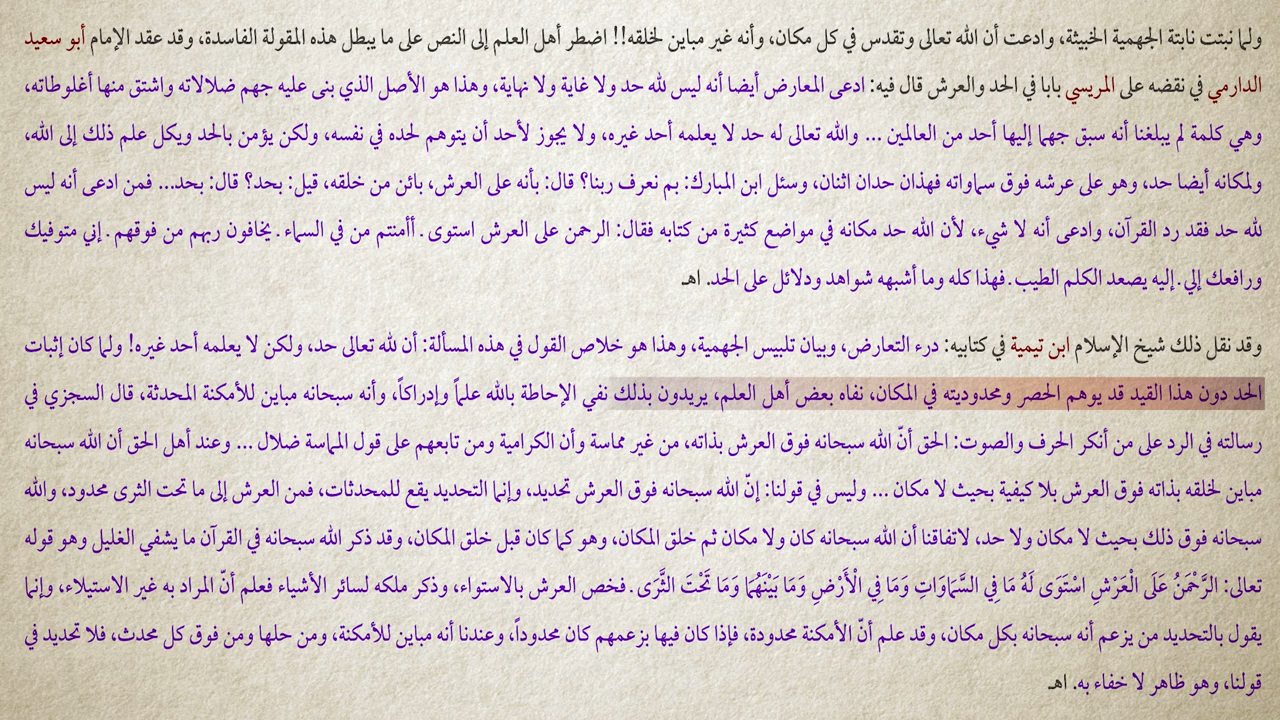 ولما نبتت نابتة الجهمية الخبيثة، وادعت أن الله تعالى وتقدس في كل مكان، وأنه غير مباين لخلقه!! اضطر أهل العلم إلى النص على ما يبطل هذه المقولة الفاسدة، وقد عقد الإمام أبو سعيد
الدارمي في نقضه على المريسي بابا في الحد والعرش قال فيه: ادعى المعارض أيضا أنه ليس لله حد ولا غاية ولا نهاية، وهذا هو الأصل الذي بنى عليه جهم ضلالاته واشتق منها أغلوطاته،
وهي كلمة لم يبلغنا أنه سبق جهما إليها أحد من العالمين ... والله تعالى له حد لا يعلمه أحد غيره، ولا يجوز لأحد أن يتوهم لحده في نفسه، ولكن يؤمن بالحد ويكل علم ذلك إلى الله،
ولمكانه أيضا حد، وهو على عرشه فوق سماواته فهذان حدان اثنان، وسئل ابن المبارك: بم نعرف ربنا؟ قال: بأنه على العرش، بائن من خلقه، قيل: بحد؟ قال: بحد... فمن ادعى أنه ليس
لله حد فقد رد القرآن، وادعى أنه لا شيء، لأن الله حد مكانه في مواضع كثيرة من كتابه فقال: الرحمن على العرش استوى. أأمنتم من في السماء. يخافون ربهم من فوقهم. إني متوفيك
ورافعك إلي. إليه يصعد الكلم الطيب. فهذا كله وما أشبهه شواهد ودلائل على الحد. اهـ
وقد نقل ذلك شيخ الإسلام ابن تيمية في كتابيه: درء التعارض، وبيان تلبيس الجهمية، وهذا هو خلاص القول في هذه المسألة: أن لله تعالى حد، ولكن لا يعلمه أحد غيره! ولما كان إثبات
الحد دون هذا القيد قد يوهم الحصر ومحدوديته في المكان، نفاه بعض أهل العلم، يريدون بذلك نفي الإحاطة بالله علماً وإدراكاً، وأنه سبحانه مباين للأمكنة المحدثة، قال السجزي في
رسالته في الرد على من أنكر الحرف والصوت: الحق أنّ الله سبحانه فوق العرش بذاته، من غير مماسة وأن الكرامية ومن تابعهم على قول المماسة ضلال ... وعند أهل الحق أن الله سبحانه
مباين لخلقه بذاته فوق العرش بلا كيفية بحيث لا مكان ... وليس في قولنا: إنّ الله سبحانه فوق العرش تحديد، وإنما التحديد يقع للمحدثات، فمن العرش إلى ما تحت الثرى محدود، والله
سبحانه فوق ذلك بحيث لا مكان ولا حد، لاتفاقنا أن الله سبحانه كان ولا مكان ثم خلق المكان، وهو كما كان قبل خلق المكان، وقد ذكر الله سبحانه في القرآن ما يشفي الغليل وهو قوله
تعالى: الرَّحْمَنُ عَلَى الْعَرْشِ اسْتَوَى لَهُ مَا فِي السَّمَاوَاتِ وَمَا فِي الْأَرْضِ وَمَا بَيْنَهُمَا وَمَا تَحْتَ الثَّرَى. فخص العرش بالاستواء، وذكر ملكه لسائر الأشياء فعلم أنّ المراد به غير الاستيلاء، وإنما
يقول بالتحديد من يزعم أنه سبحانه بكل مكان، وقد علم أنّ الأمكنة محدودة، فإذا كان فيها بزعمهم كان محدوداً، وعندنا أنه مباين للأمكنة، ومن حلها ومن فوق كل محدث، فلا تحديد في
قولنا، وهو ظاهر لا خفاء به. اهـ